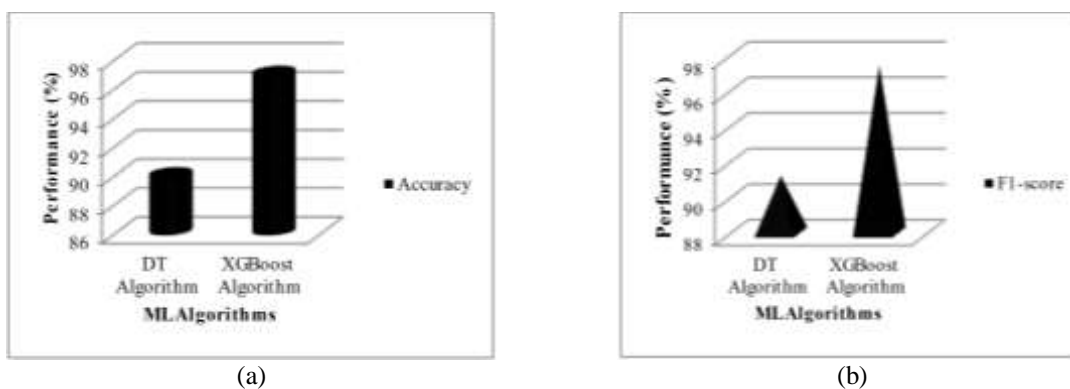 Performance (%)
98
96
94
92
90
88
86
DT
Algorithm
XGBoost
Algorithm
MLAlgorithms
Accuracy
(a)
Performance (%)
98
96
94
92
90
88
DT
Algorithm
XGBoost
Algorithm
MLAlgorithms
F1-score
(b)